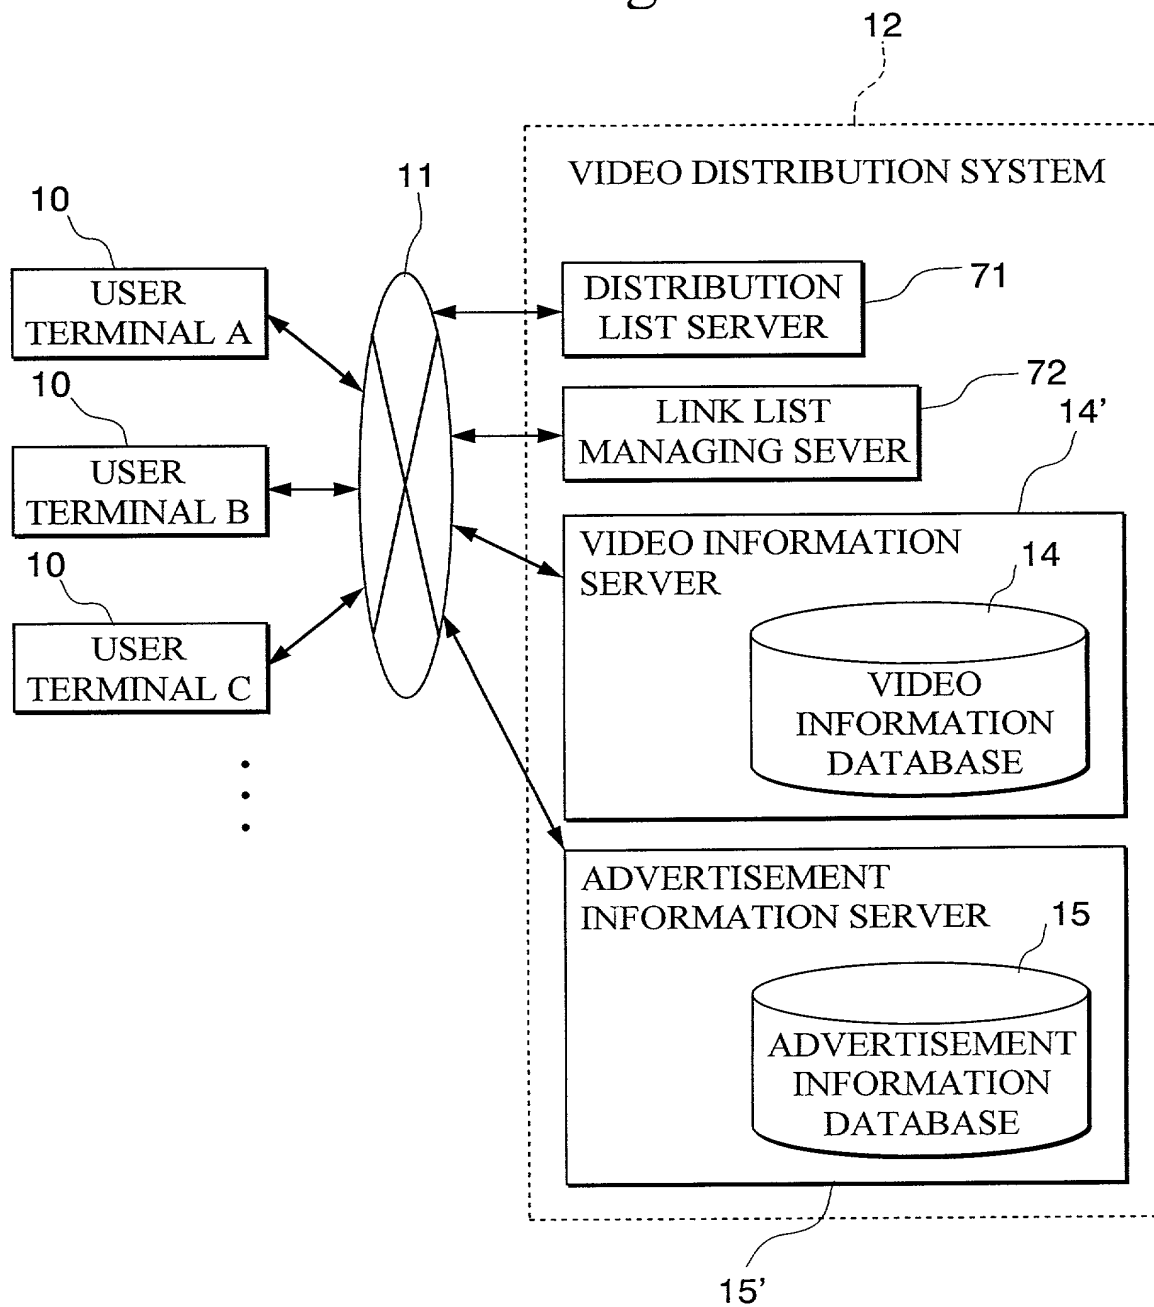 12
VIDEO DISTRIBUTION SYSTEM
11
10
USER
TERMINAL A
10
USER
TERMINAL B
10
USER
TERMINAL C
DISTRIBUTION
LIST SERVER
71
LINK LIST
MANAGING SEVER
72
14'
VIDEO INFORMATION
SERVER
14
VIDEO
INFORMATION
DATABASE
ADVERTISEMENT
INFORMATION SERVER
15
ADVERTISEMENT
INFORMATION
DATABASE
15'